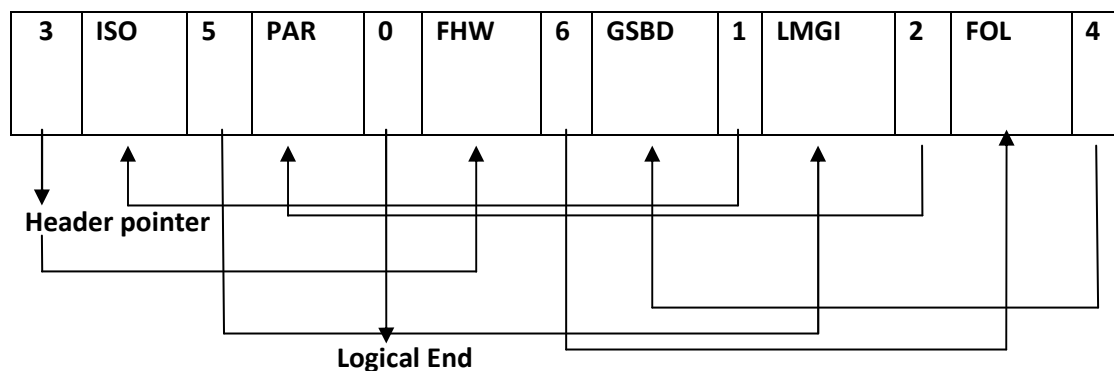 3 ISO 5 PAR 0 FHW 6 GSBD 1 LMGI 2 FOL 4
Header pointer
Logical End